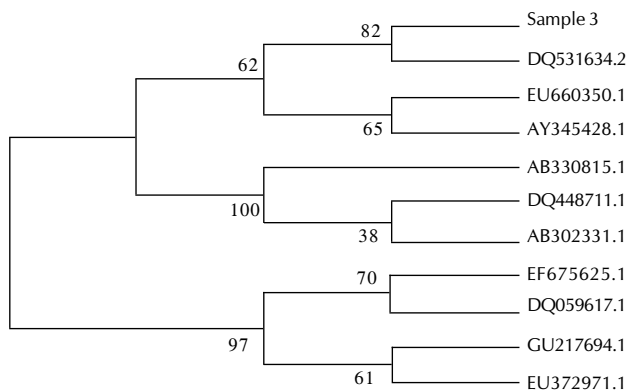 Sample 3
82
DQ531634.2
62
EU660350.1
65
AY345428.1
AB330815.1
100
DQ448711.1
38
AB302331.1
EF675625.1
70
DQ059617.1
97
GU217694.1
61
EU372971.1